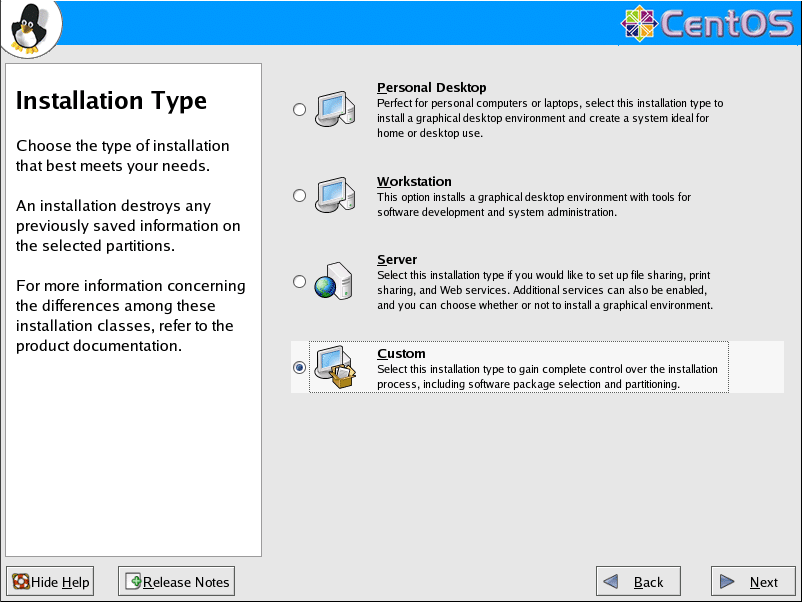 CentOS
Installation Type
Choose the type of installation
that best meets your needs.
An installation destroys any
previously saved information on
the selected partitions.
For more information concerning
the differences among these
installation classes, refer to the
product documentation.
Personal Desktop
Perfect for personal computers or laptops, select this installation type to
install a graphical desktop environment and create a system ideal for
home or desktop use.
Workstation
This option installs a graphical desktop environment with tools for
software development and system administration.
Server
Select this installation type if you would like to set up file sharing, print
sharing, and Web services. Additional services can also be enabled,
and you can choose whether or not to install a graphical environment.
Custom
Select this installation type to gain complete control over the installation
process, including software package selection and partitioning.
Hide Help
Release Notes
Back
Next